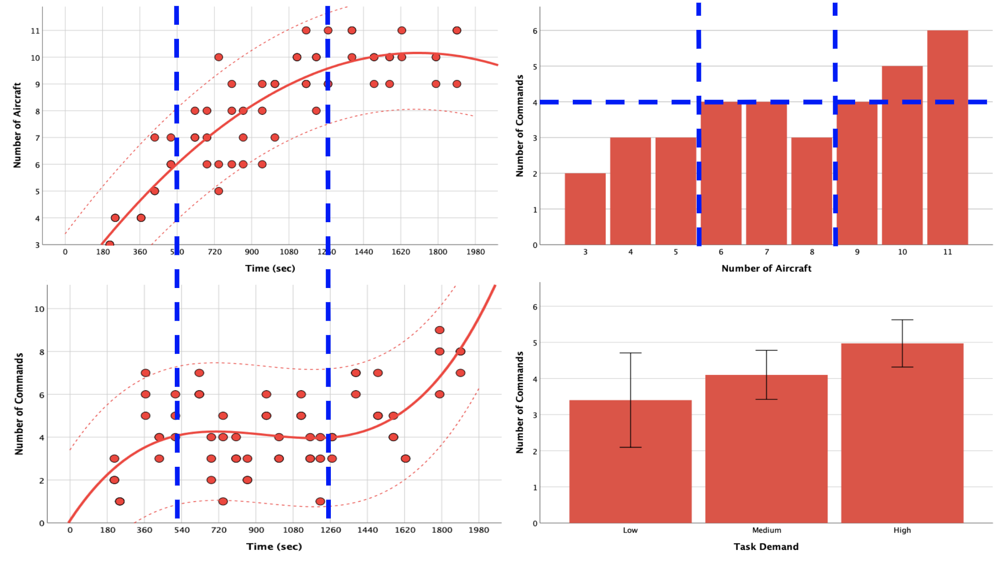 Number of Aircraft
11
10
9
8
7
6
5
4
3
0 180 360 720 900 1080 1440 1620 1800 1980
Time (sec)
Number of Commands
6
5
4
3
2
1
0
3 4 5 6 7 8 9 10 11
Number of Aircraft
Number of Commands
10
8
6
4
2
0
0 180 360 540 720 900 1080 1260 1440 1620 1800 1980
Time (sec)
Number of Commands
6
5
4
3
2
1
0
Low Medium High
Task Demand